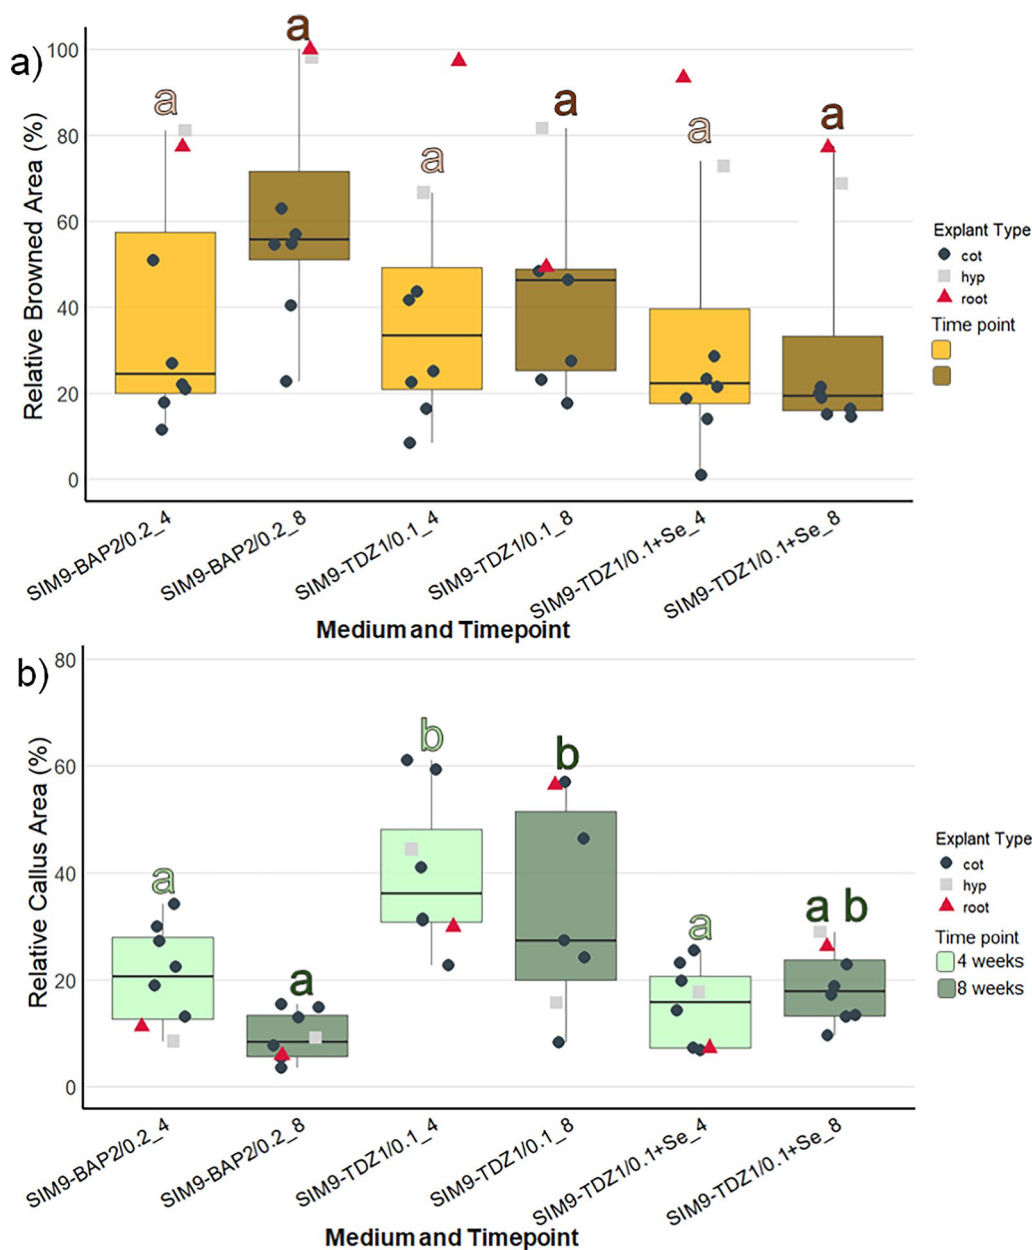 a)
Relative Browned Area (%)
100
80
60
40
20
0
a
a
a
a
a
a
Explant Type
cot
hyp
root
Time point
SIM9-BAP2/0.2_4
SIM9-BAP2/0.2_8
SIM9-TDZ1/0.1_4
SIM9-TDZ1/0.1_8
SIM9-TDZ1/0.1+Se_4
SIM9-TDZ1/0.1+Se_8
Medium and Timepoint
b)
Relative Callus Area (%)
80
60
40
20
0
a
a
b
b
a
a b
Explant Type
cot
hyp
root
Time point
4 weeks
8 weeks
SIM9-BAP2/0.2_4
SIM9-BAP2/0.2_8
SIM9-TDZ1/0.1_4
SIM9-TDZ1/0.1_8
SIM9-TDZ1/0.1+Se_4
SIM9-TDZ1/0.1+Se_8
Medium and Timepoint